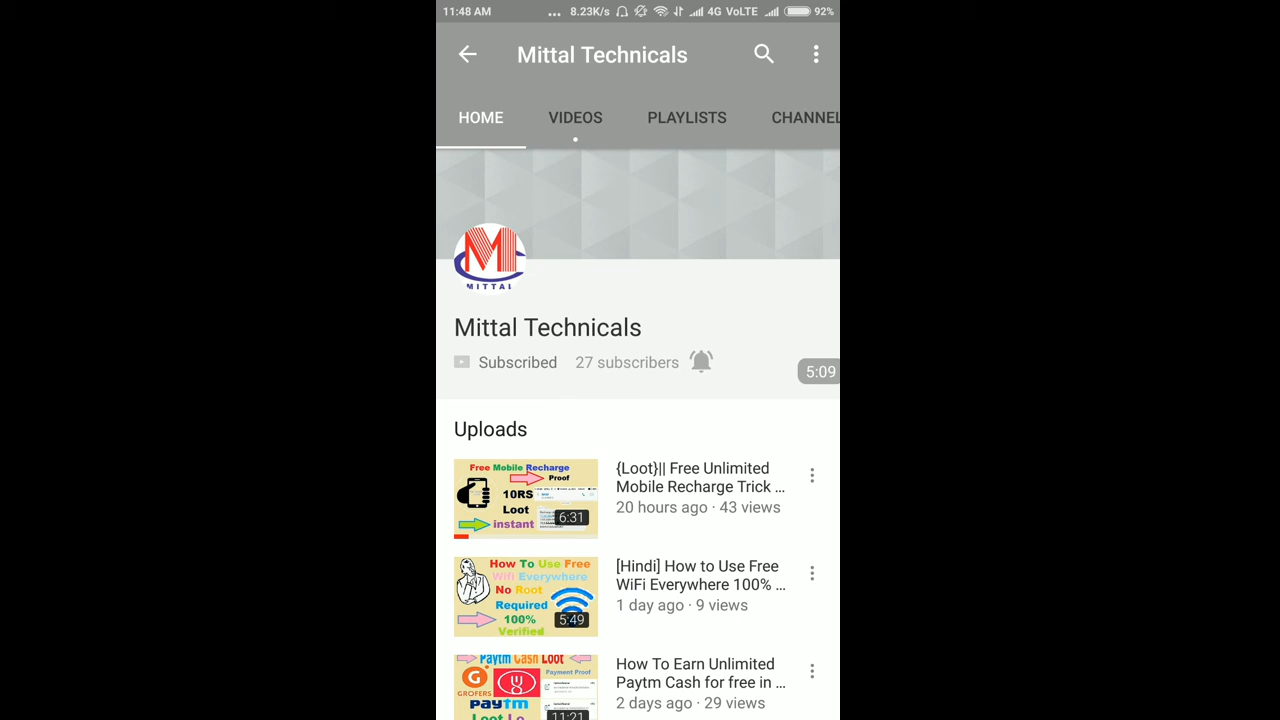 11:48 AM
... 8.23K/s 4G VoLTE 92%
Mittal Technicals
HOME VIDEOS PLAYLISTS CHANNEL
MITTAL
Mittal Technicals
Subscribed 27 subscribers
5:09
Uploads
Free Mobile Recharge
Proof
10RS
Loot
instant
6:31
{Loot}|| Free Unlimited
Mobile Recharge Trick ...
20 hours ago · 43 views
How To Use Free
Wifi Everywhere
No Root
Required
100%
Verified
5:49
[Hindi] How to Use Free
WiFi Everywhere 100% ...
1 day ago · 9 views
Paytm Cash Loot
Payment Proof
GROFERS
paytm
Loot Lo
11:21
How To Earn Unlimited
Paytm Cash for free in ...
2 days ago · 29 views